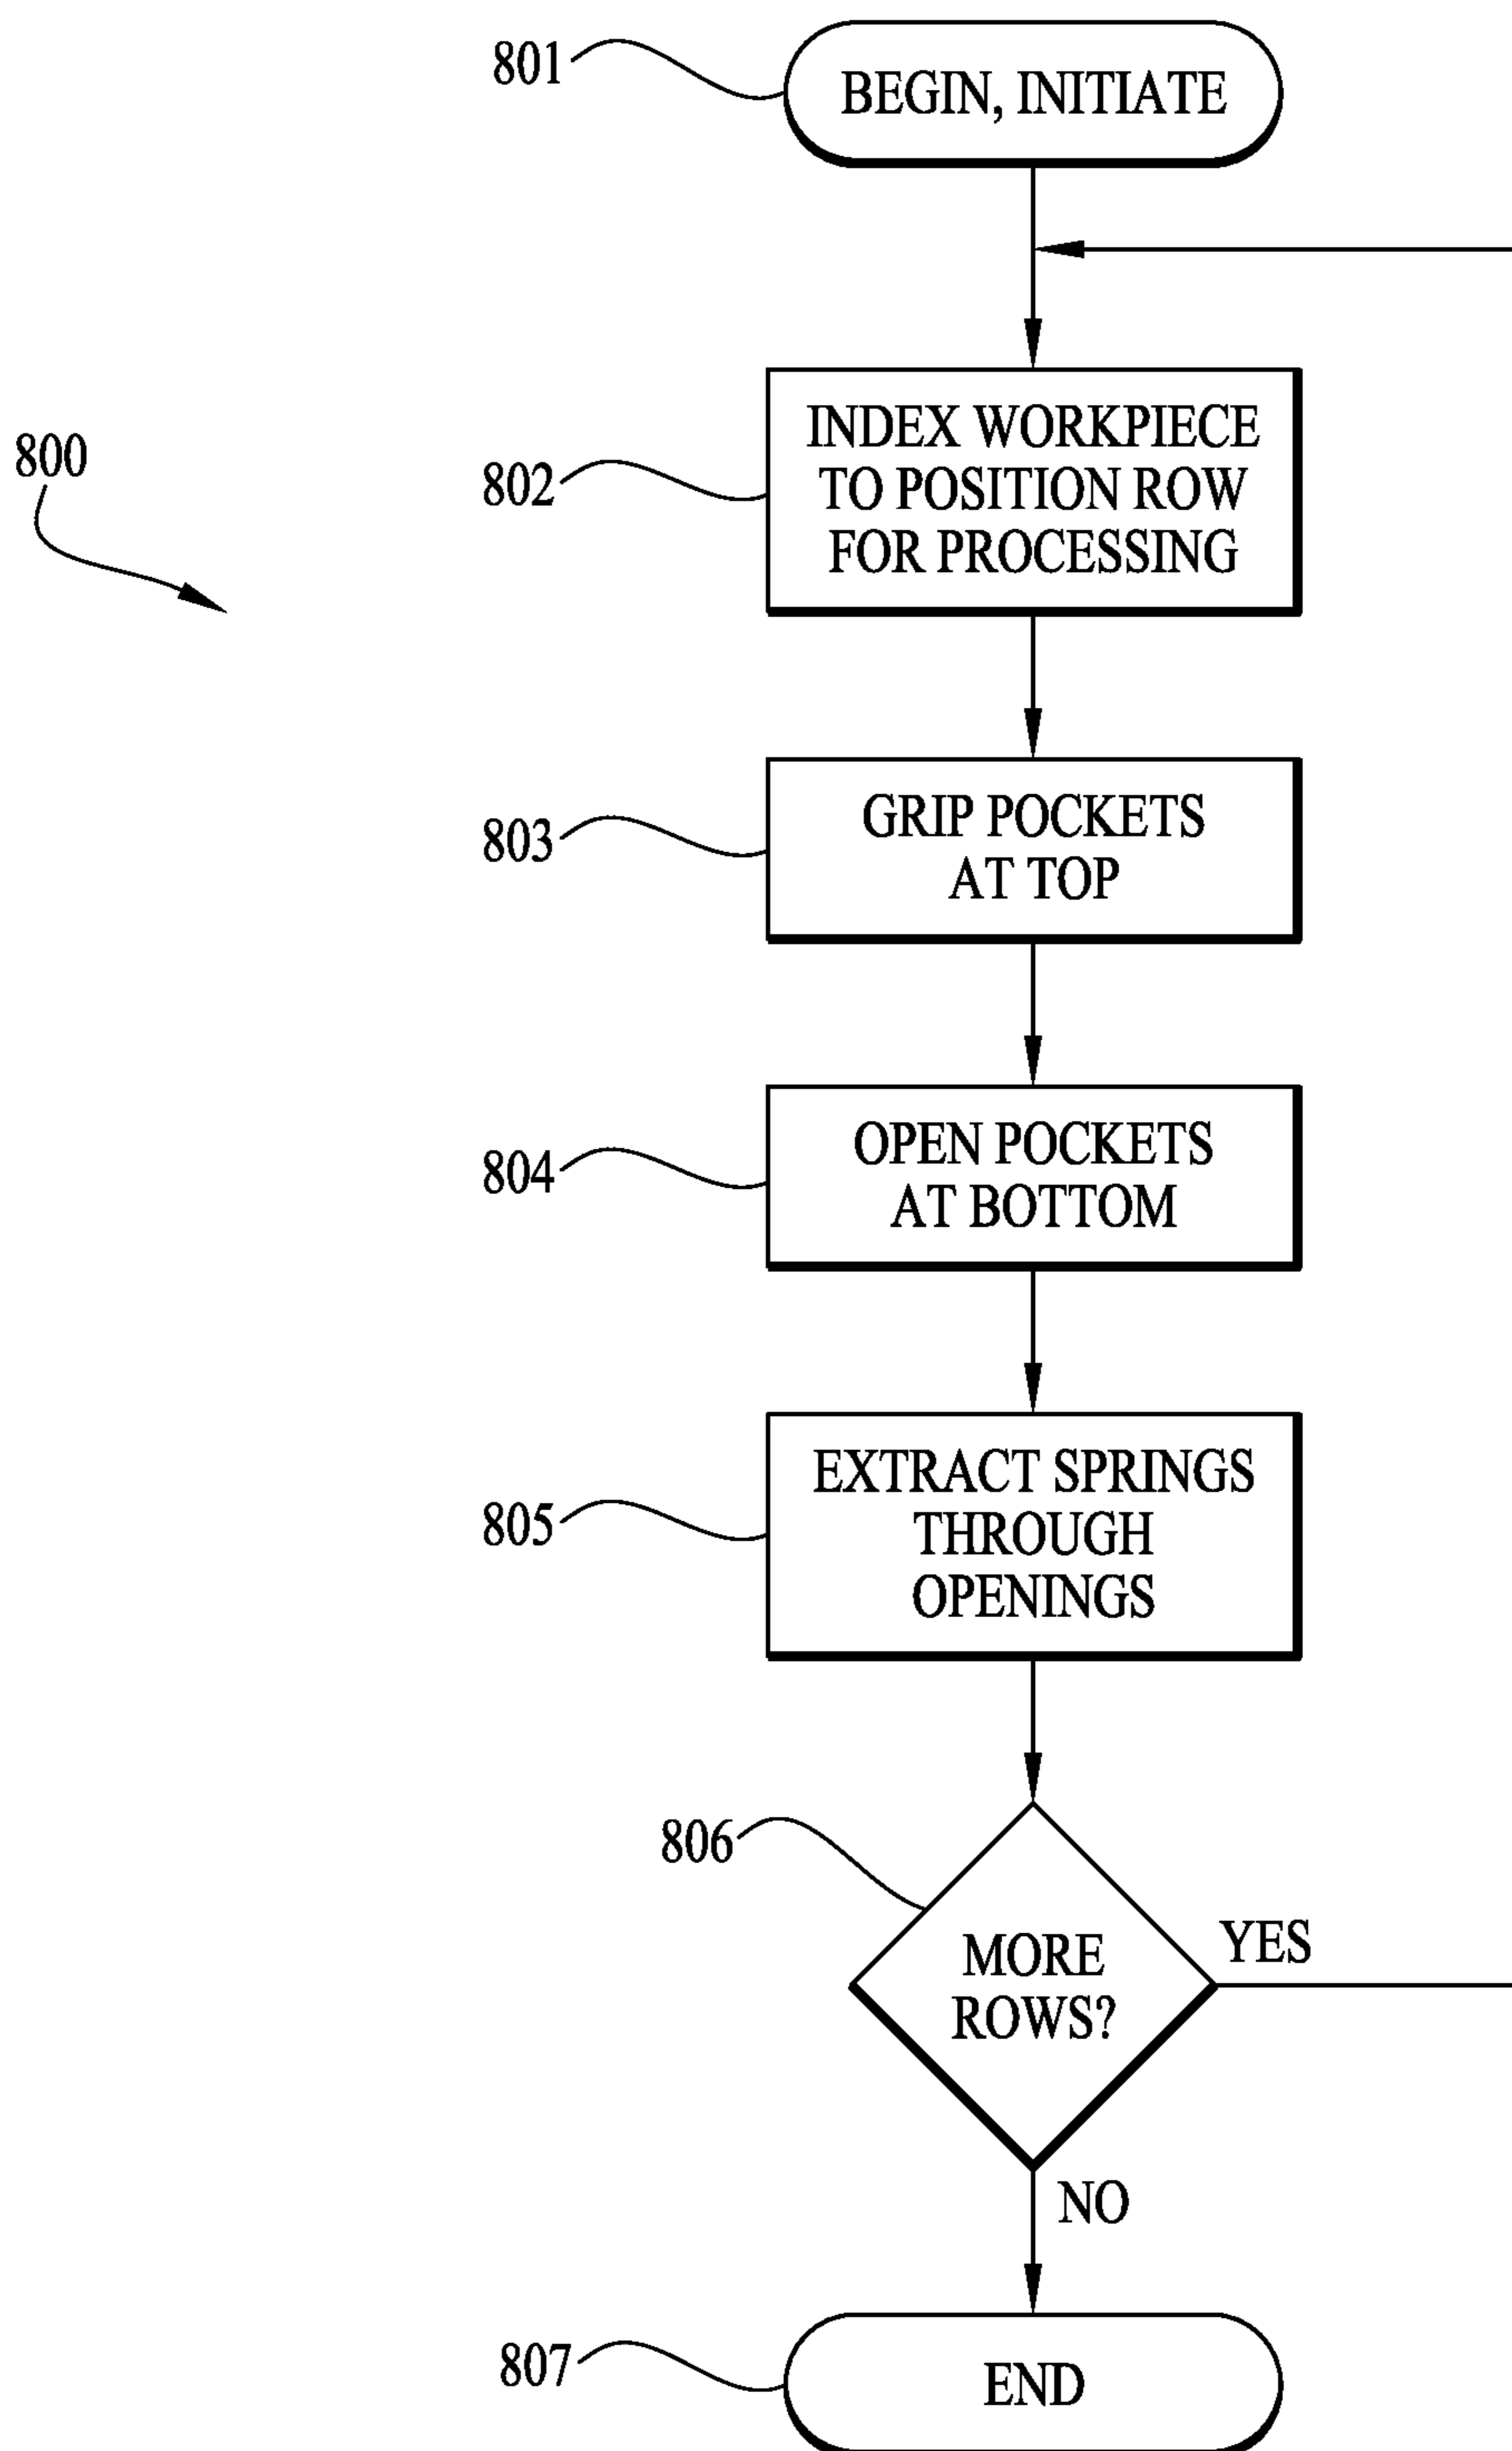 801
BEGIN, INITIATE
800
802
INDEX WORKPIECE
TO POSITION ROW
FOR PROCESSING
803
GRIP POCKETS
AT TOP
804
OPEN POCKETS
AT BOTTOM
805
EXTRACT SPRINGS
THROUGH
OPENINGS
806
MORE
ROWS?
YES
NO
807
END